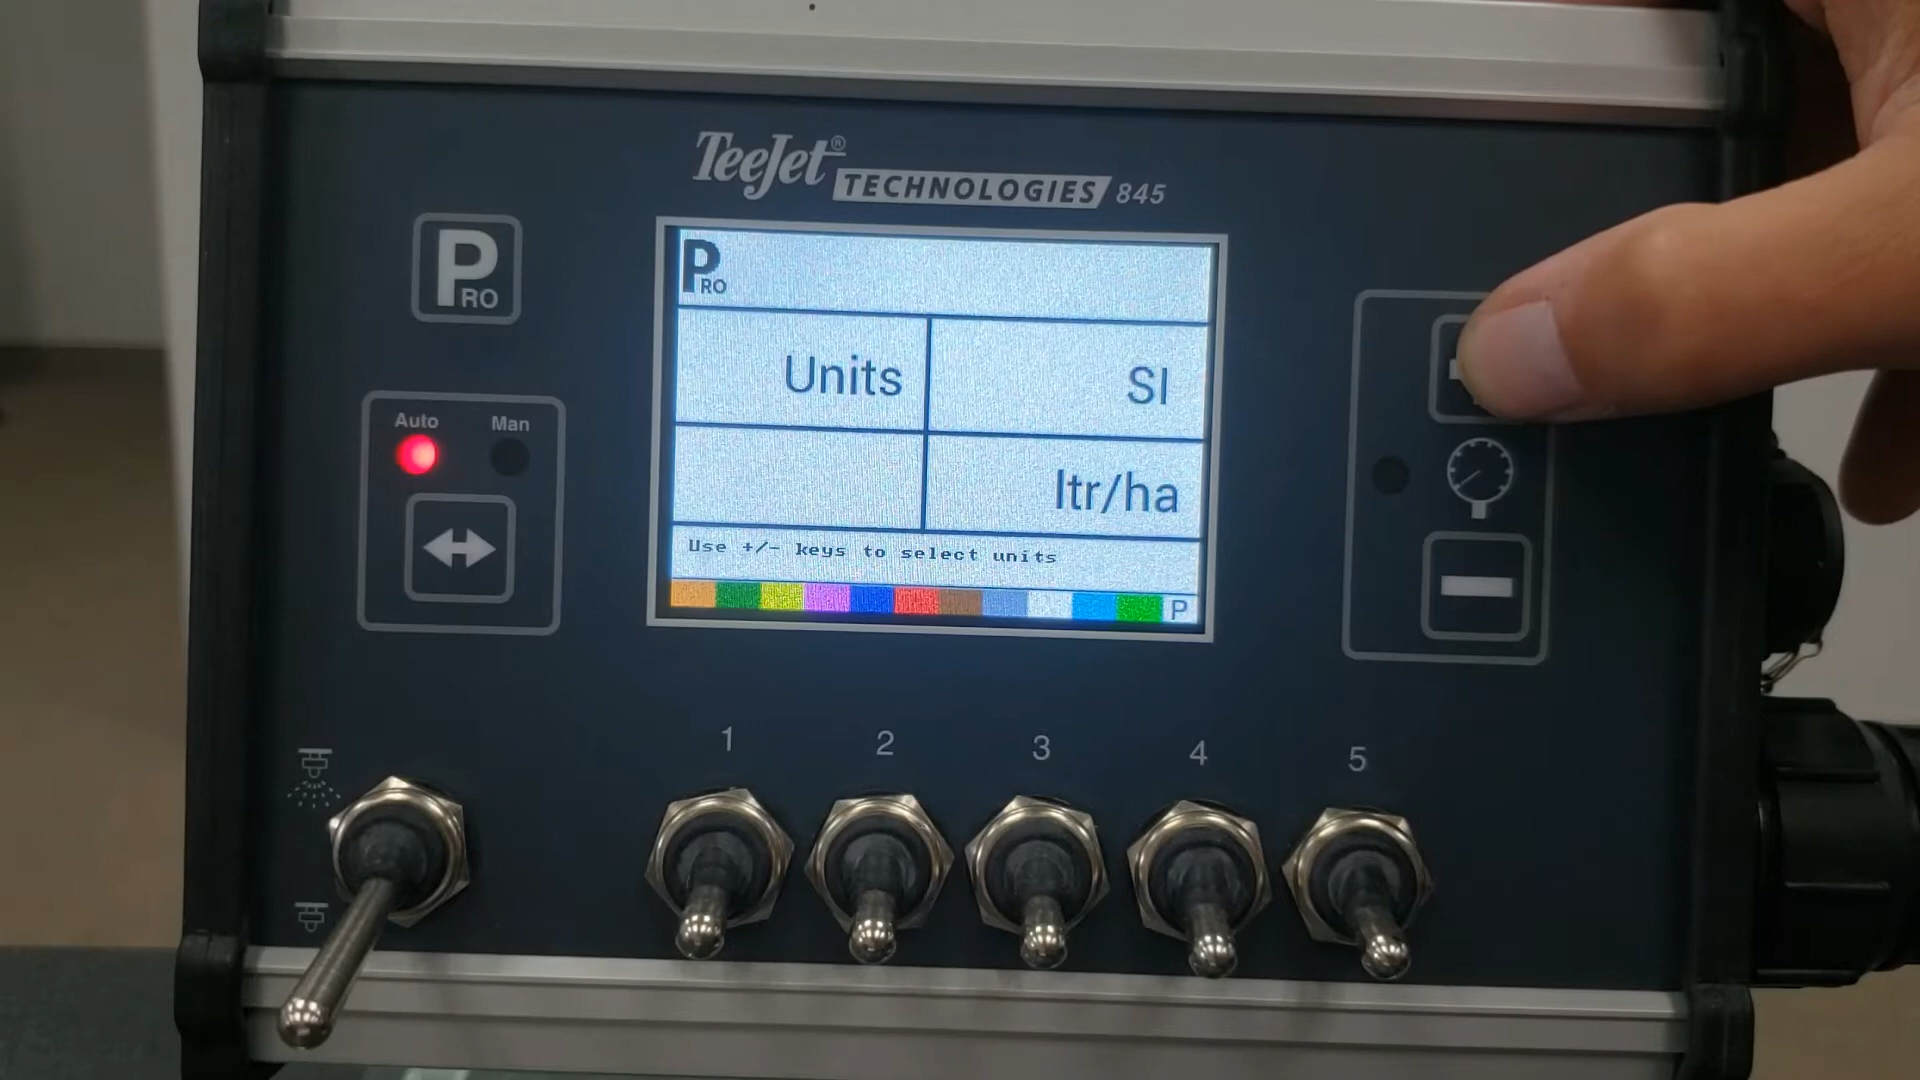 TeeJet®
TECHNOLOGIES 845
PRO
PRO
Units SI
ltr/ha
Use +/- keys to select units
P
Auto Man
1 2 3 4 5